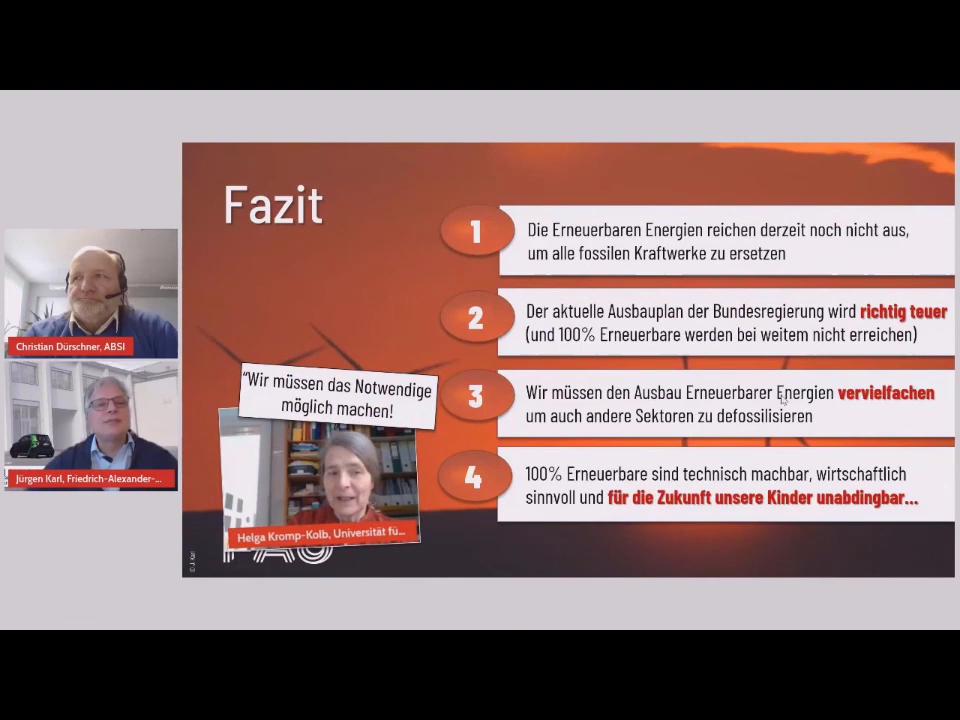 Fazit
1
Die Erneuerbaren Energien reichen derzeit noch nicht aus,
um alle fossilen Kraftwerke zu ersetzen
2
Der aktuelle Ausbauplan der Bundesregierung wird richtig teuer
(und 100% Erneuerbare werden bei weitem nicht erreichen)
3
Wir müssen den Ausbau Erneuerbarer Energien vervielfachen
um auch andere Sektoren zu defossilisieren
4
100% Erneuerbare sind technisch machbar, wirtschaftlich
sinnvoll und für die Zukunft unsere Kinder unabdingbar...
"Wir müssen das Notwendige
möglich machen!
Helga Kromp-Kolb, Universität fü...
FAU
© J. Karl
Christian Dürschner, ABSI
Jürgen Karl, Friedrich-Alexander-...